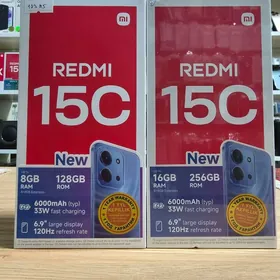 mi
REDMI
15C
New
8GB
RAM
128GB
ROM
6000mAh (typ)
33W fast charging
6.9" large display
120Hz refresh rate
mi
REDMI
15C
New
16GB
RAM
256GB
ROM
6000mAh (typ)
33W fast charging
6.9" large display
120Hz refresh rate